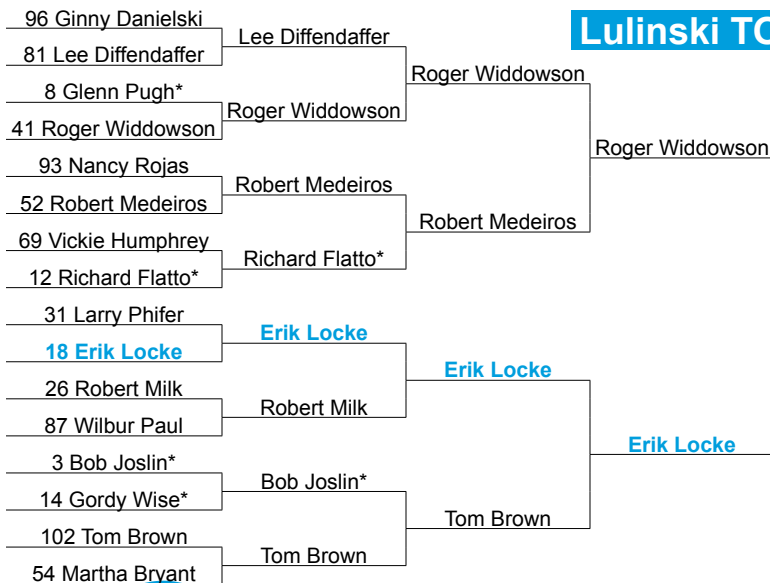 96 Ginny Danielski
81 Lee Diffendaffer
8 Glenn Pugh*
41 Roger Widdowson
93 Nancy Rojas
52 Robert Medeiros
69 Vickie Humphrey
12 Richard Flatto*
31 Larry Phifer
18 Erik Locke
26 Robert Milk
87 Wilbur Paul
3 Bob Joslin*
14 Gordy Wise*
102 Tom Brown
54 Martha Bryant
Lee Diffendaffer
Roger Widdowson
Robert Medeiros
Richard Flatto*
Erik Locke
Robert Milk
Bob Joslin*
Tom Brown
Roger Widdowson
Robert Medeiros
Erik Locke
Tom Brown
Lulinski TO
Roger Widdowson
Erik Locke